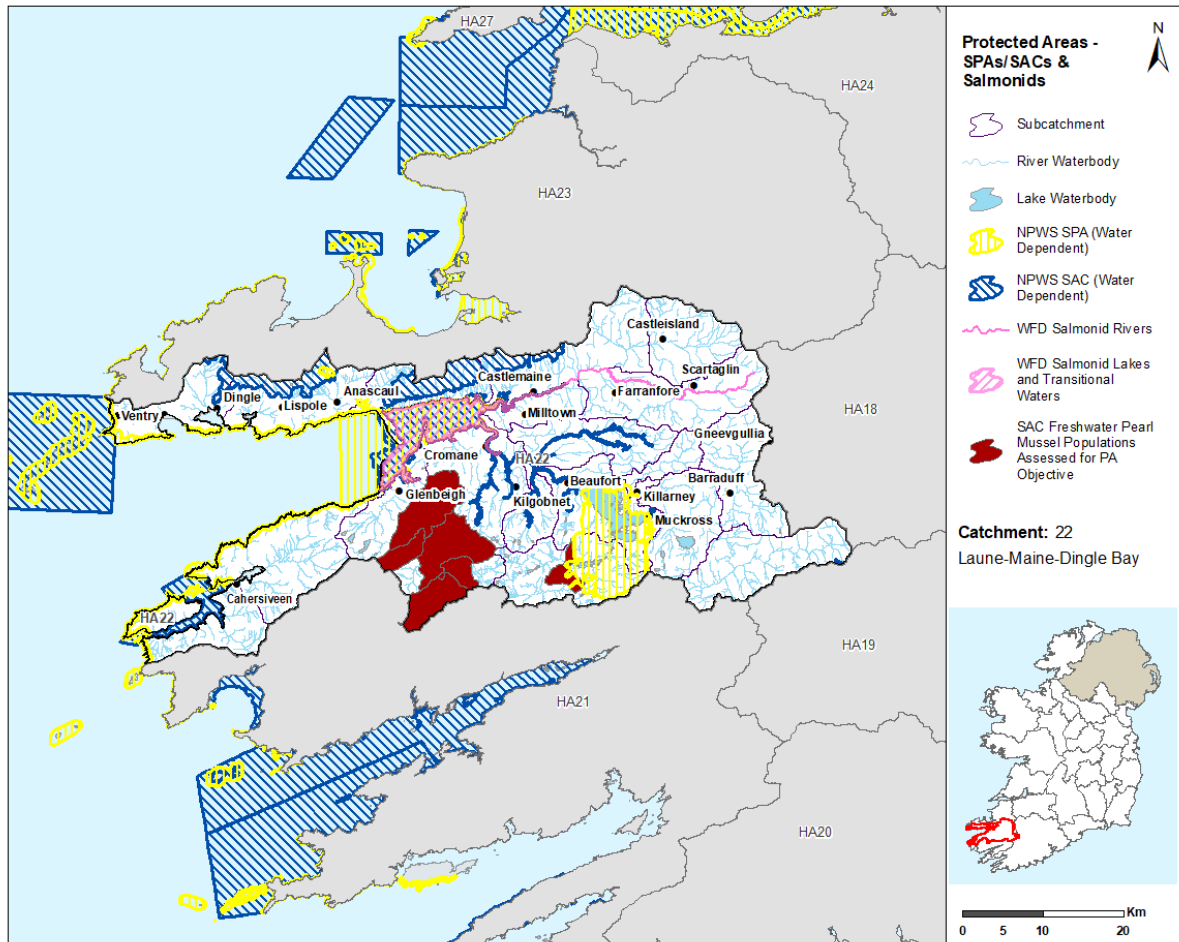 HA27
HA24
HA23
Castleisland
Scartaglin
Castlemaine
Farranfore
Anascaul
Dingle
Lispole
Ventry
Milltown
HA18
Gneevgullia
Cromane
HA22
Beaufort
Barraduff
Glenbeigh
Kilgobnet
Killarney
Muckross
Cahersiveen
HA22
HA19
HA21
HA20
Protected Areas -
SPAs/SACs &
Salmonids
N
Subcatchment
River Waterbody
Lake Waterbody
NPWS SPA (Water
Dependent)
NPWS SAC (Water
Dependent)
WFD Salmonid Rivers
WFD Salmonid Lakes
and Transitional
Waters
SAC Freshwater Pearl
Mussel Populations
Assessed for PA
Objective
Catchment: 22
Laune-Maine-Dingle Bay
Km
0 5 10 20